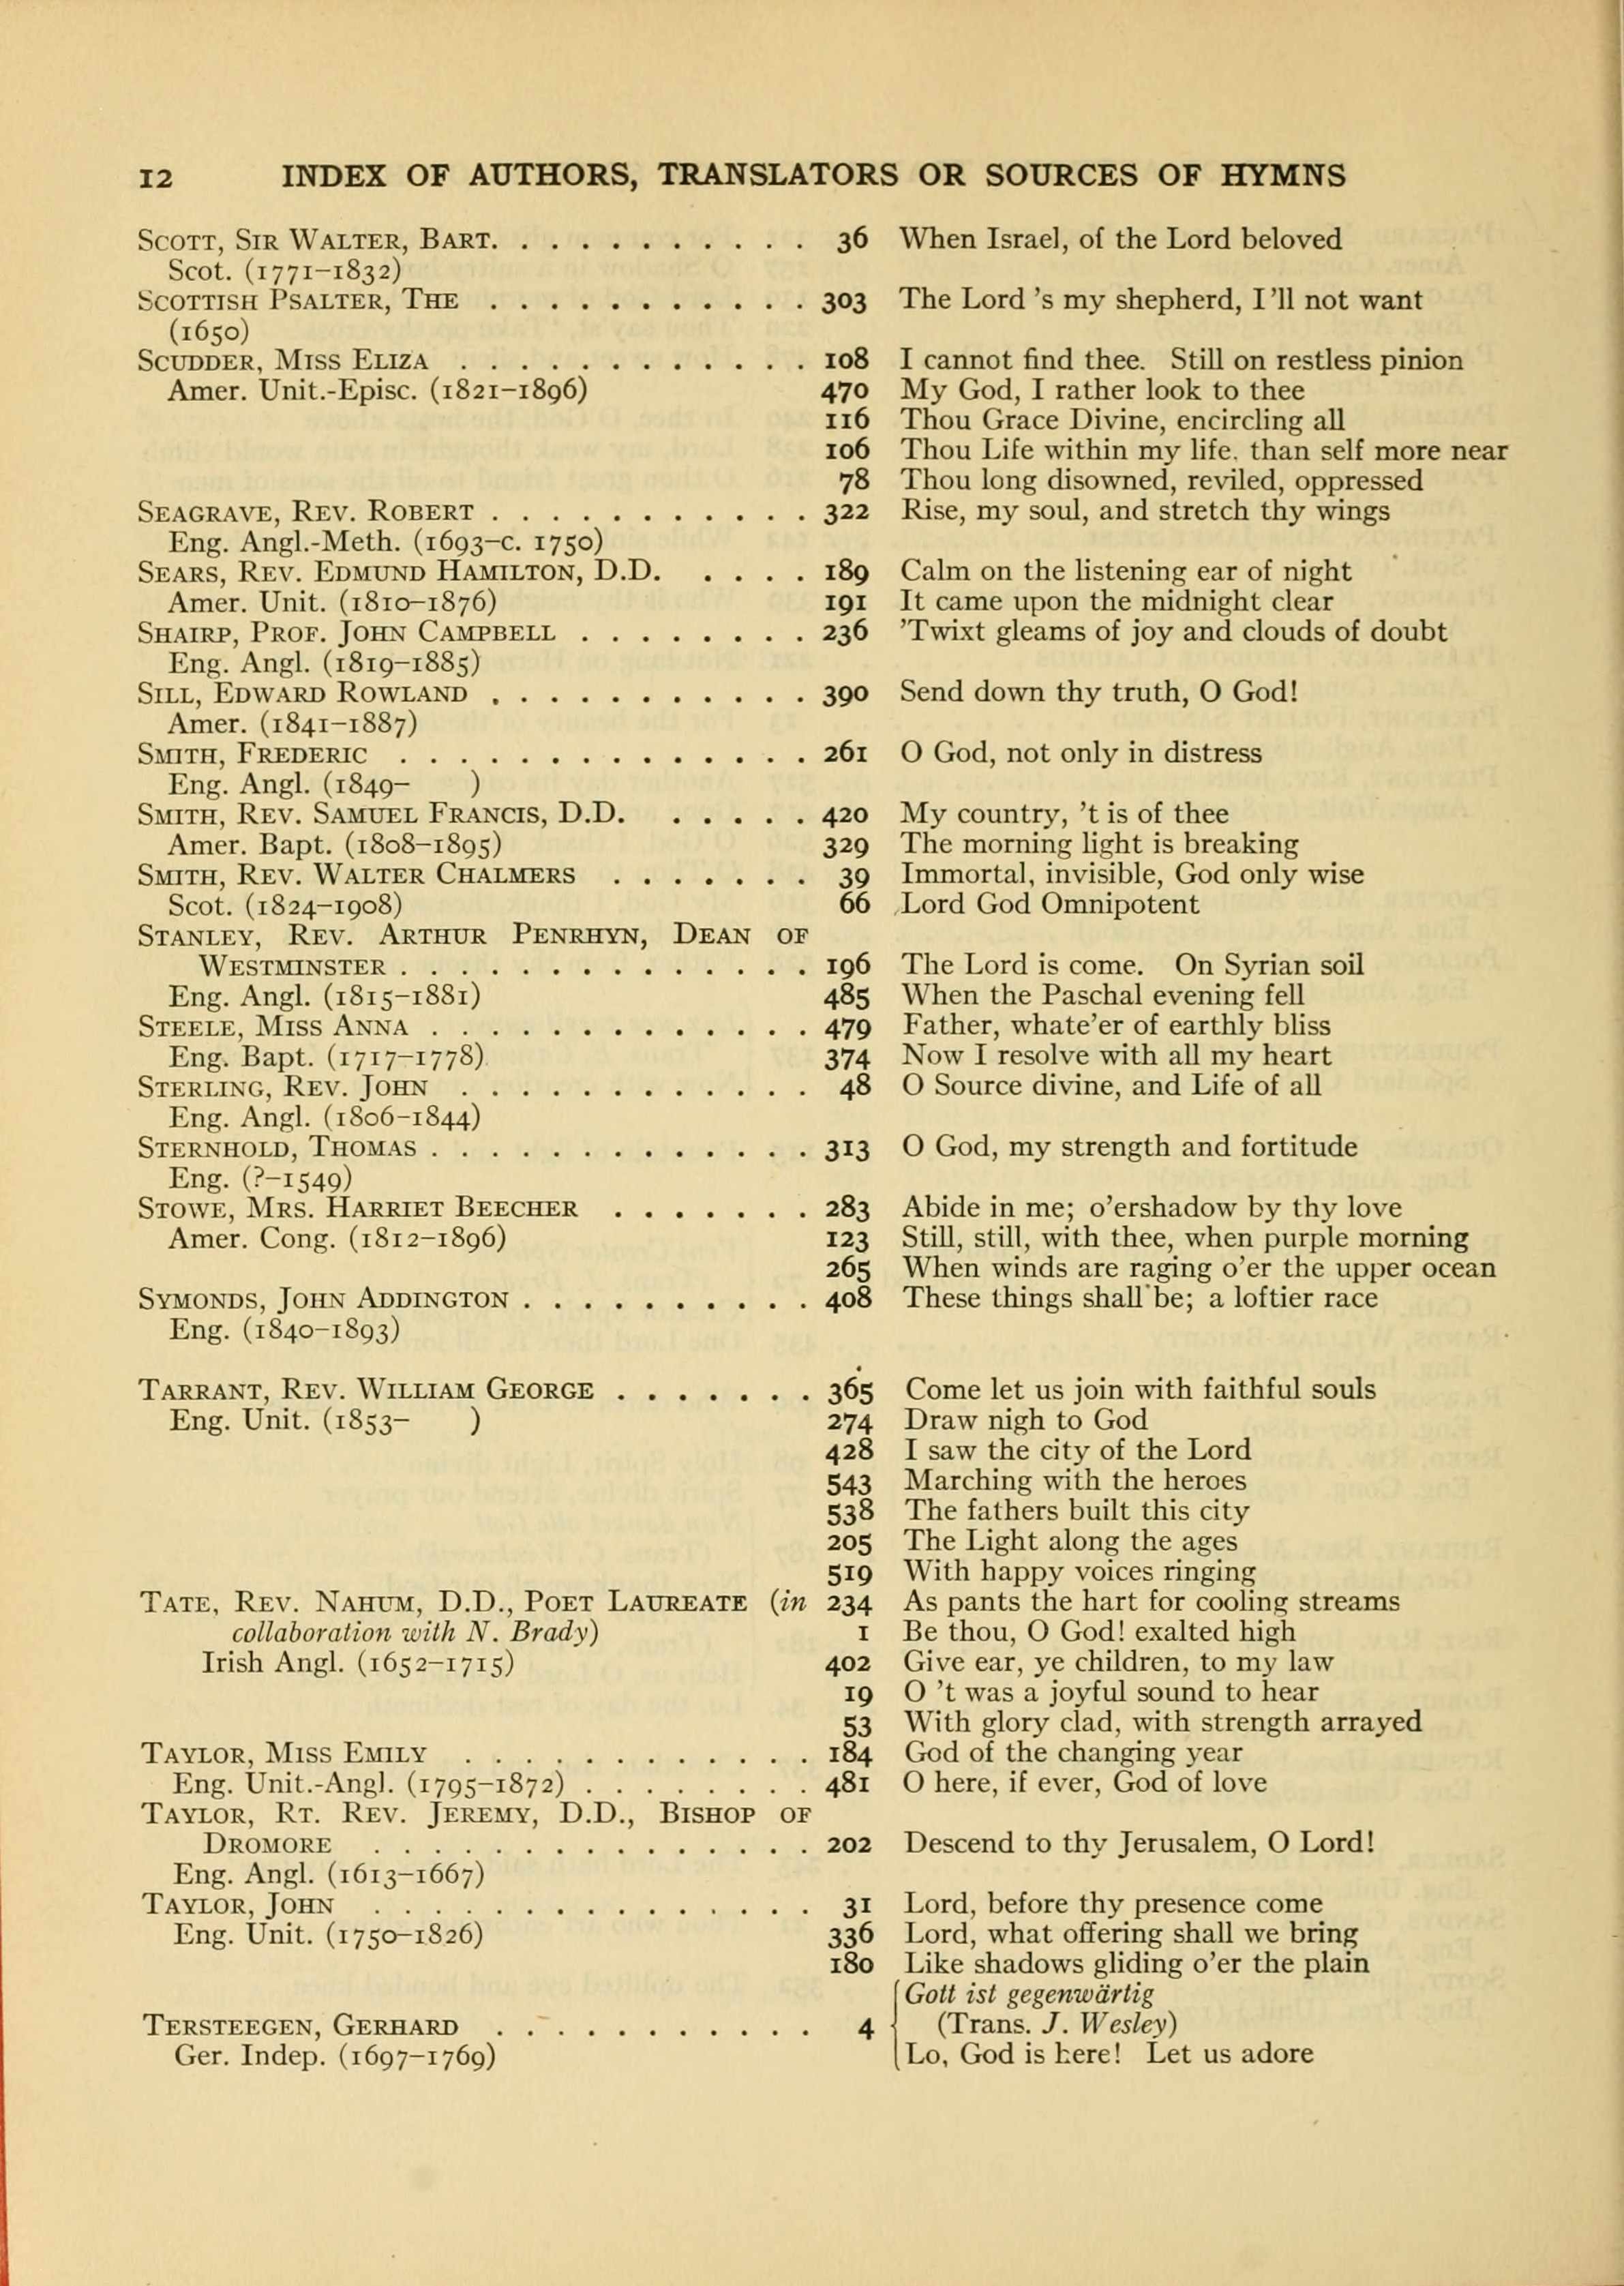 12 INDEX OF AUTHORS, TRANSLATORS OR SOURCES OF HYMNS
SCOTT, SIR WALTER, BART. . . . . . . . . . . . 36 When Israel, of the Lord beloved
Scot. (1771–1832)
SCOTTISH PSALTER, THE . . . . . . . . . . . 303 The Lord 's my shepherd, I 'll not want
(1650)
SCUDDER, MISS ELIZA . . . . . . . . . . . . 108 I cannot find thee. Still on restless pinion
Amer. Unit.-Episc. (1821–1896) 470 My God, I rather look to thee
116 Thou Grace Divine, encircling all
106 Thou Life within my life. than self more near
78 Thou long disowned, reviled, oppressed
SEAGRAVE, REV. ROBERT . . . . . . . . . . . 322 Rise, my soul, and stretch thy wings
Eng. Angl.-Meth. (1693–c. 1750)
SEARS, REV. EDMUND HAMILTON, D.D. . . . . 189 Calm on the listening ear of night
Amer. Unit. (1810–1876) 191 It came upon the midnight clear
SHAIRP, PROF. JOHN CAMPBELL . . . . . . . . 236 'Twixt gleams of joy and clouds of doubt
Eng. Angl. (1819–1885)
SILL, EDWARD ROWLAND . . . . . . . . . . . 390 Send down thy truth, O God!
Amer. (1841–1887)
SMITH, FREDERIC . . . . . . . . . . . . . . 261 O God, not only in distress
Eng. Angl. (1849– )
SMITH, REV. SAMUEL FRANCIS, D.D. . . . . . 420 My country, 't is of thee
Amer. Bapt. (1808–1895) 329 The morning light is breaking
SMITH, REV. WALTER CHALMERS . . . . . . . 39 Immortal, invisible, God only wise
Scot. (1824–1908) 66 Lord God Omnipotent
STANLEY, REV. ARTHUR PENRHYN, DEAN OF
WESTMINSTER . . . . . . . . . . . . . . 196 The Lord is come. On Syrian soil
Eng. Angl. (1815–1881) 485 When the Paschal evening fell
STEELE, MISS ANNA . . . . . . . . . . . . . 479 Father, whate'er of earthly bliss
Eng. Bapt. (1717–1778) 374 Now I resolve with all my heart
STERLING, REV. JOHN . . . . . . . . . . . . 48 O Source divine, and Life of all
Eng. Angl. (1806–1844)
STERNHOLD, THOMAS . . . . . . . . . . . . . 313 O God, my strength and fortitude
Eng. (?–1549)
STOWE, MRS. HARRIET BEECHER . . . . . . . 283 Abide in me; o'ershadow by thy love
Amer. Cong. (1812–1896) 123 Still, still, with thee, when purple morning
265 When winds are raging o'er the upper ocean
SYMONDS, JOHN ADDINGTON . . . . . . . . . . 408 These things shall be; a loftier race
Eng. (1840–1893)
TARRANT, REV. WILLIAM GEORGE . . . . . . . 365 Come let us join with faithful souls
Eng. Unit. (1853– ) 274 Draw nigh to God
428 I saw the city of the Lord
543 Marching with the heroes
538 The fathers built this city
205 The Light along the ages
519 With happy voices ringing
TATE, REV. NAHUM, D.D., POET LAUREATE (in 234 As pants the hart for cooling streams
collaboration with N. Brady) 1 Be thou, O God! exalted high
Irish Angl. (1652–1715) 402 Give ear, ye children, to my law
19 O 't was a joyful sound to hear
53 With glory clad, with strength arrayed
TAYLOR, MISS EMILY . . . . . . . . . . . . 184 God of the changing year
Eng. Unit.-Angl. (1795–1872) . . . . . . . . 481 O here, if ever, God of love
TAYLOR, RT. REV. JEREMY, D.D., BISHOP OF
DROMORE . . . . . . . . . . . . . . . 202 Descend to thy Jerusalem, O Lord!
Eng. Angl. (1613–1667)
TAYLOR, JOHN . . . . . . . . . . . . . . . 31 Lord, before thy presence come
Eng. Unit. (1750–1826) 336 Lord, what offering shall we bring
180 Like shadows gliding o'er the plain
Gott ist gegenwärtig
TERSTEEGEN, GERHARD . . . . . . . . . . . 4 (Trans. J. Wesley)
Ger. Indep. (1697–1769) Lo, God is here! Let us adore